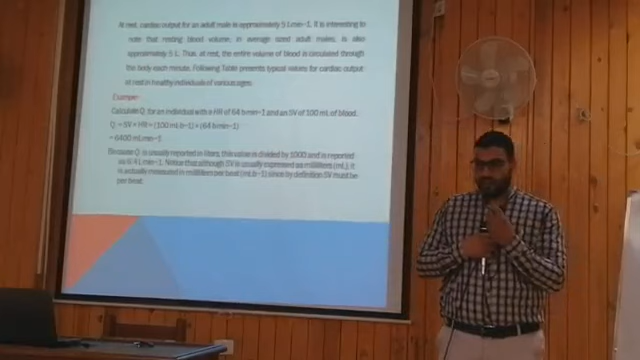 At rest, cardiac output for an adult male is approximately 5 L.min−1. It is interesting to
note that resting blood volume, in average sized adult males, is also
approximately 5 L. Thus, at rest, the entire volume of blood is circulated through
the body each minute. Following Table presents typical values for cardiac output
at rest in healthy individuals of various ages.
Example:
Calculate Q for an individual with a HR of 64 b·min−1 and an SV of 100 mL of blood.
Q = SV × HR = (100 mL·b−1) × (64 b·min−1)
= 6400 mL·min−1
Because Q is usually reported in liters, this value is divided by 1000 and is reported
as 6.4 L·min−1. Notice that although SV is usually expressed as milliliters (mL), it
is actually measured in milliliters per beat (mL·b−1) since by definition SV must be
per beat.